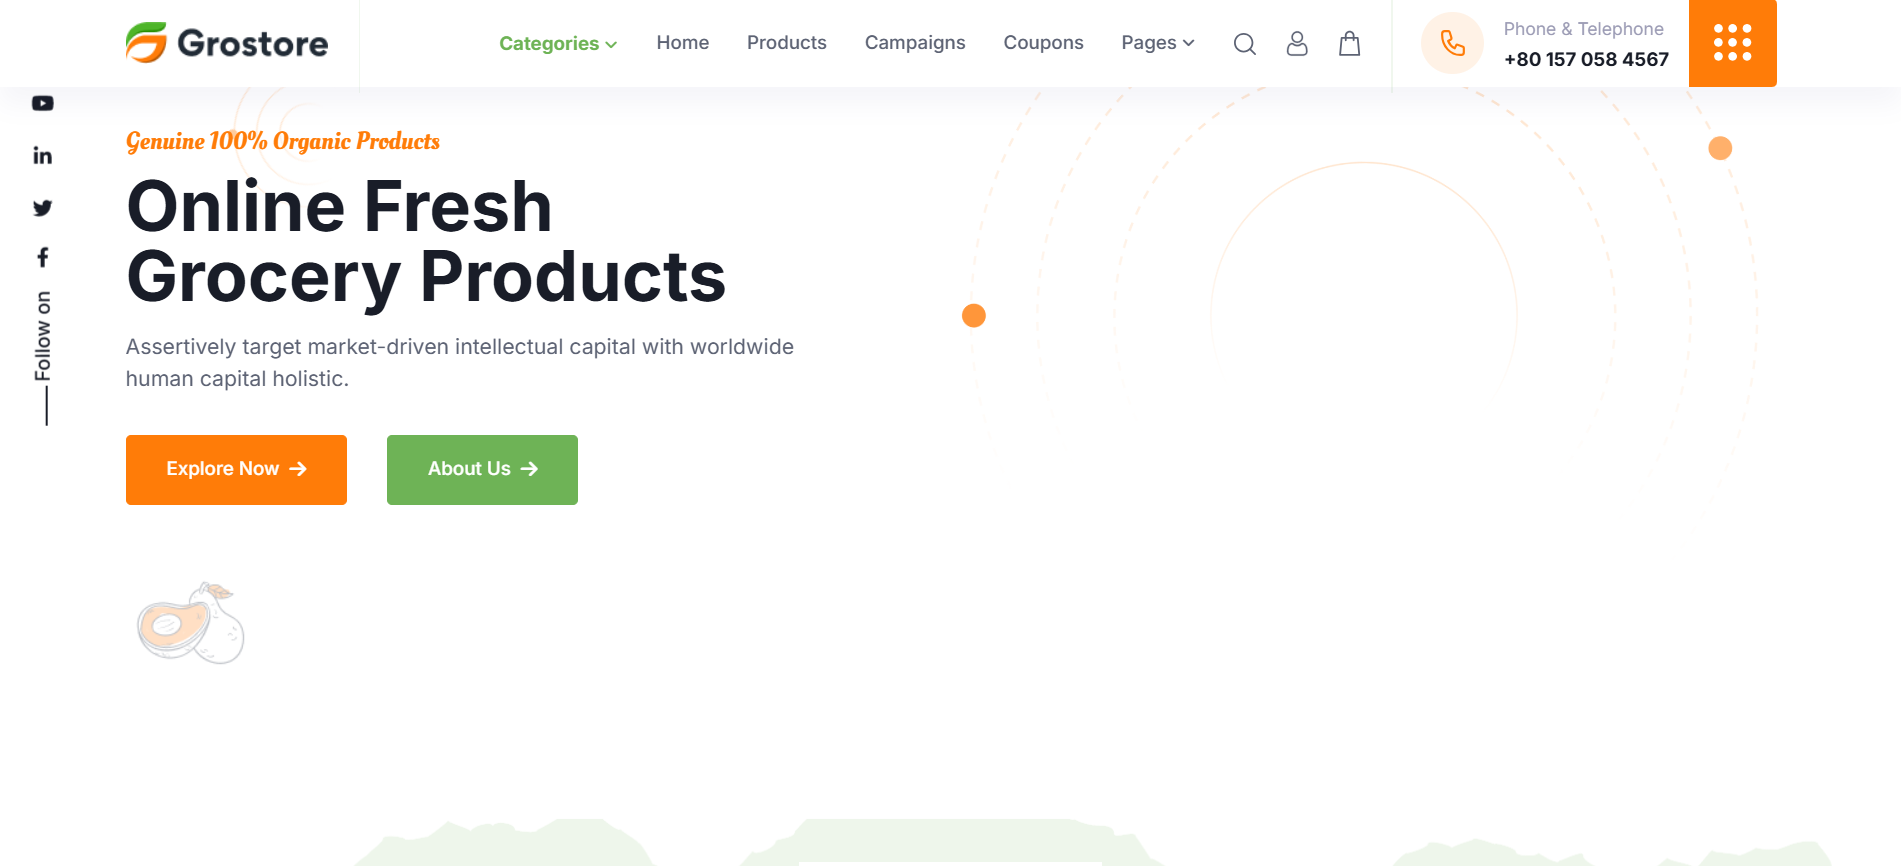 Grostore
Categories
Home
Products
Campaigns
Coupons
Pages
Phone & Telephone
+80 157 058 4567
Follow on
Genuine 100% Organic Products
Online Fresh
Grocery Products
Assertively target market-driven intellectual capital with worldwide
human capital holistic.
Explore Now
About Us